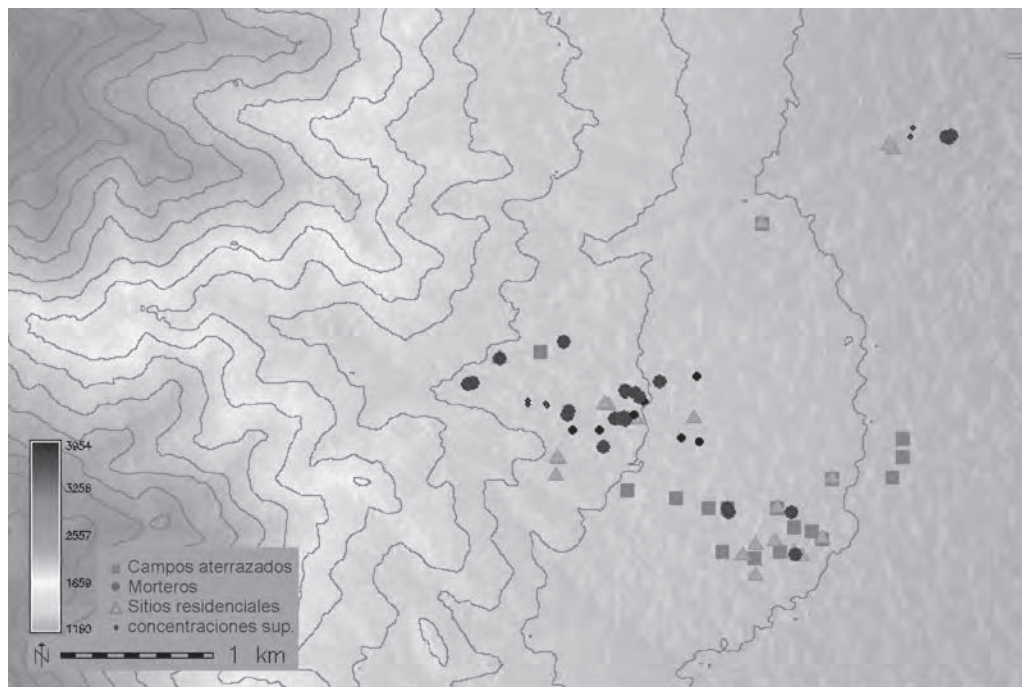 3954
3256
2557
1659
1160
Campos aterrazados
Morteros
Sitios residenciales
concentraciones sup.
N
1 km